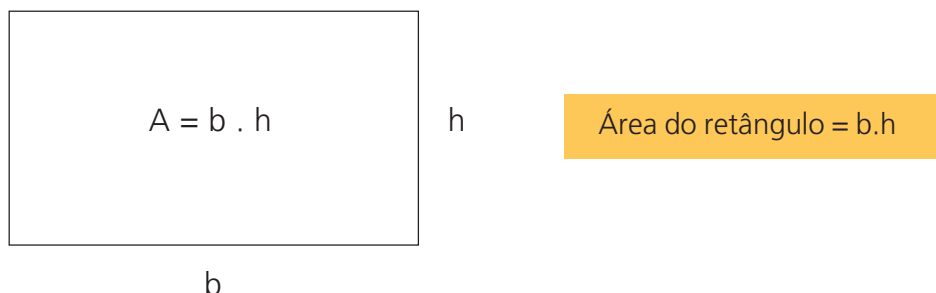 A = b . h
h
Área do retângulo = b.h
b